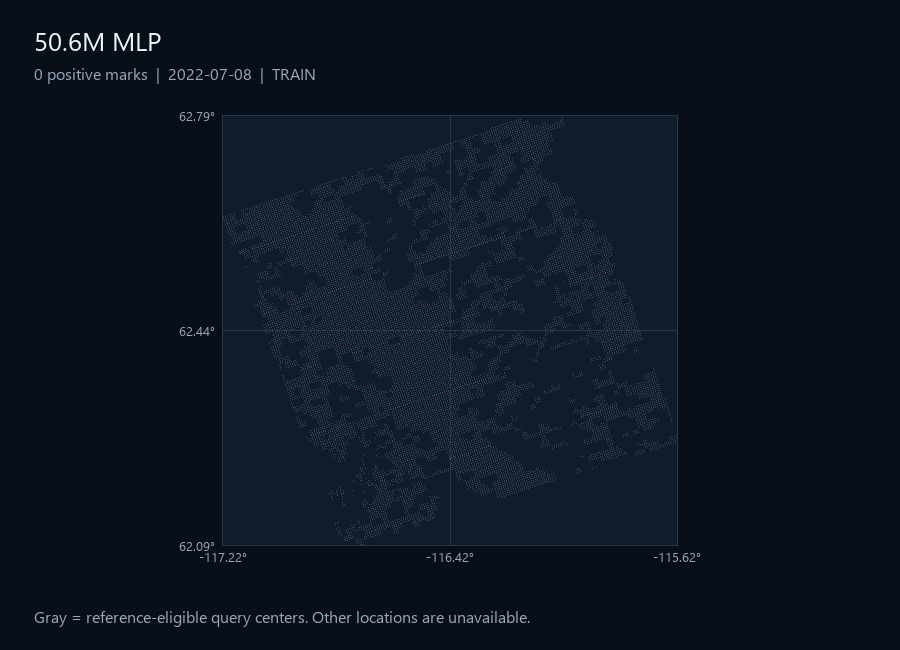 50.6M MLP
0 positive marks | 2022-07-08 | TRAIN
62.79°
62.44°
62.09°
-117.22° -116.42° -115.62°
Gray = reference-eligible query centers. Other locations are unavailable.